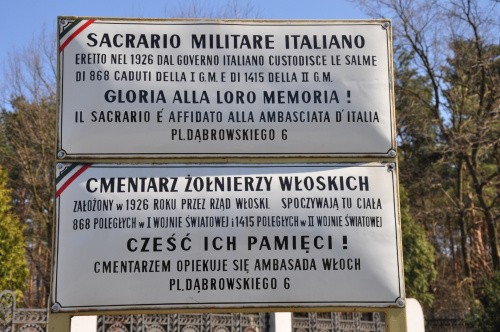 SACRARIO MILITARE ITALIANO
ERETTO NEL 1926 DAL GOVERNO ITALIANO CUSTODISCE LE SALME
DI 868 CADUTI DELLA I G.M. E DI 1415 DELLA II G.M.
GLORIA ALLA LORO MEMORIA !
IL SACRARIO E' AFFIDATO ALLA AMBASCIATA D'ITALIA
PL.DĄBROWSKIEGO 6
CMENTARZ ŻOŁNIERZY WŁOSKICH
ZAŁOŻONY W 1926 ROKU PRZEZ RZĄD WŁOSKI. SPOCZYWAJĄ TU CIAŁA
868 POLEGŁYCH W I WOJNIE ŚWIATOWEJ I 1415 POLEGŁYCH W II WOJNIE ŚWIATOWEJ
CZEŚĆ ICH PAMIĘCI !
CMENTARZEM OPIEKUJE SIĘ AMBASADA WŁOCH
PL.DĄBROWSKIEGO 6